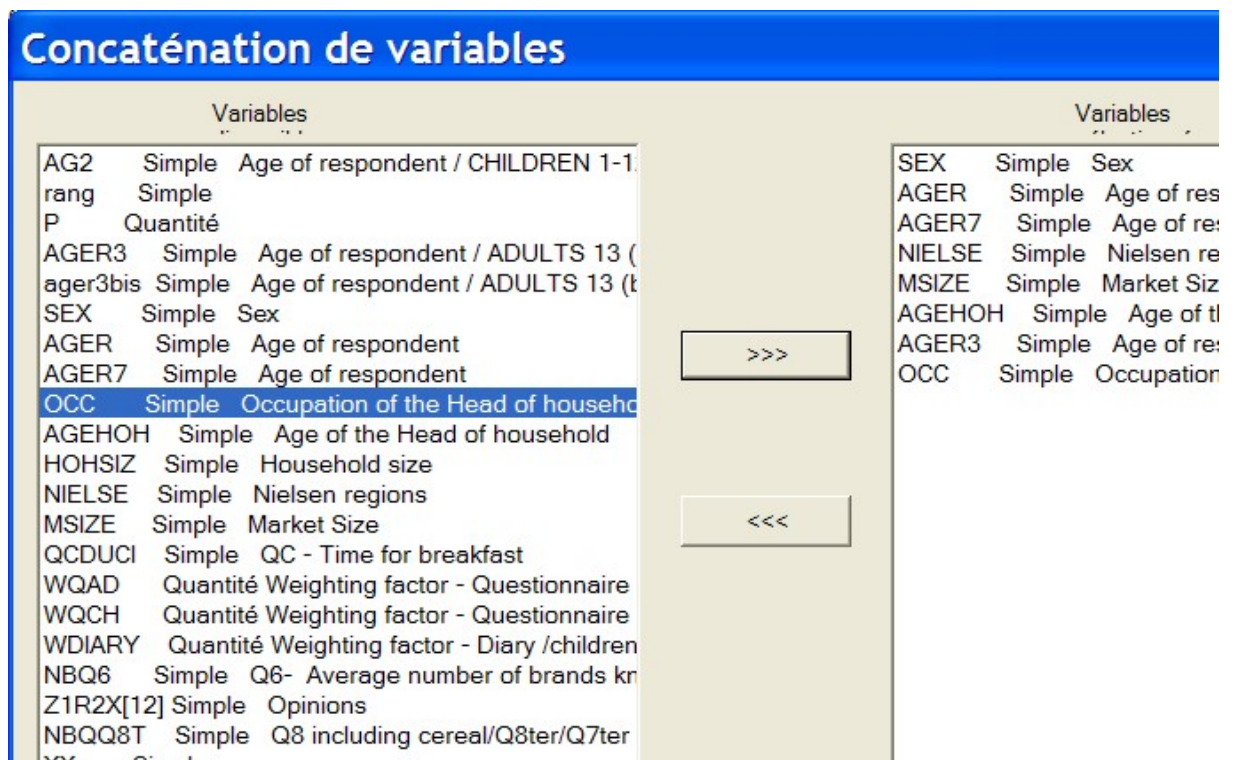 Concaténation de variables
Variables
AG2 Simple Age of respondent / CHILDREN 1-1
rang Simple
P Quantité
AGER3 Simple Age of respondent / ADULTS 13 (
ager3bis Simple Age of respondent / ADULTS 13 (
SEX Simple Sex
AGER Simple Age of respondent
AGER7 Simple Age of respondent
OCC Simple Occupation of the Head of househo
AGEHOH Simple Age of the Head of household
HOHSIZ Simple Household size
NIELSE Simple Nielsen regions
MSIZE Simple Market Size
QCDUCI Simple QC - Time for breakfast
WQAD Quantité Weighting factor - Questionnaire
WQCH Quantité Weighting factor - Questionnaire
WDIARY Quantité Weighting factor - Diary /children
NBQ6 Simple Q6- Average number of brands kn
Z1R2X[12] Simple Opinions
NBQQ8T Simple Q8 including cereal/Q8ter/Q7ter
>>>
<<<
Variables
SEX Simple Sex
AGER Simple Age of res
AGER7 Simple Age of res
NIELSE Simple Nielsen re
MSIZE Simple Market Siz
AGEHOH Simple Age of t
AGER3 Simple Age of res
OCC Simple Occupation